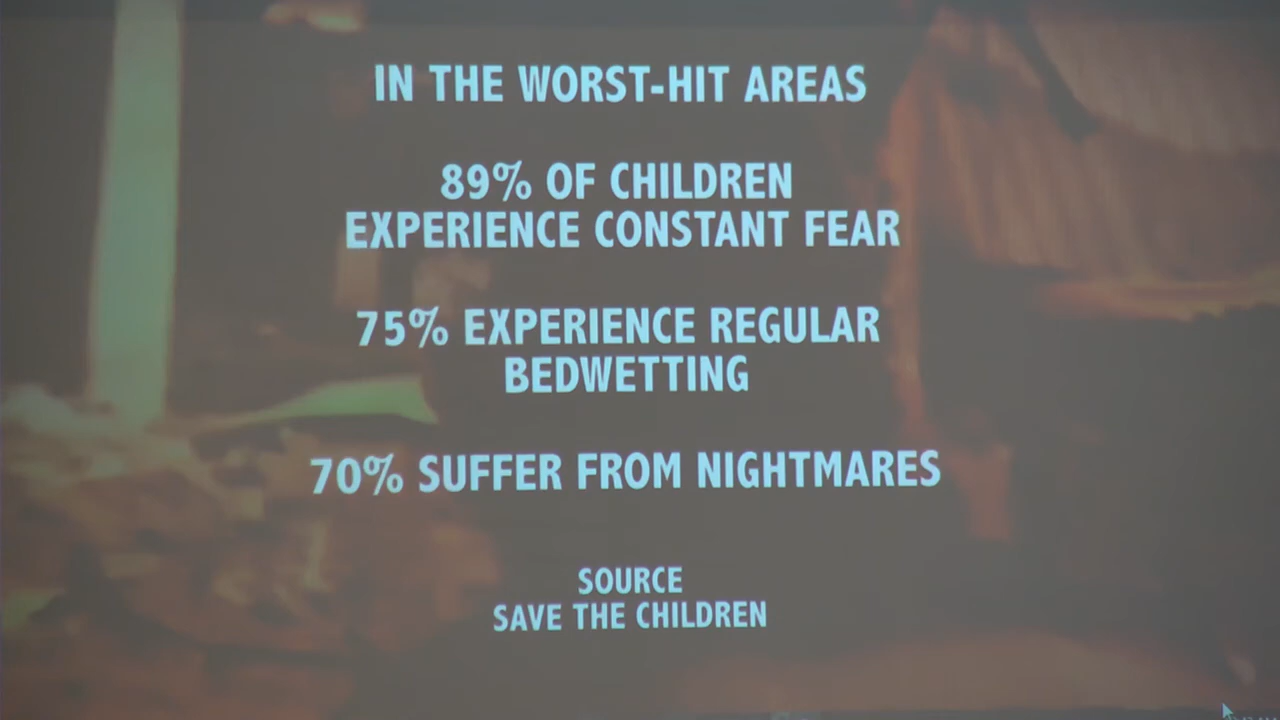 IN THE WORST-HIT AREAS
89% OF CHILDREN
EXPERIENCE CONSTANT FEAR
75% EXPERIENCE REGULAR
BEDWETTING
70% SUFFER FROM NIGHTMARES
SOURCE
SAVE THE CHILDREN